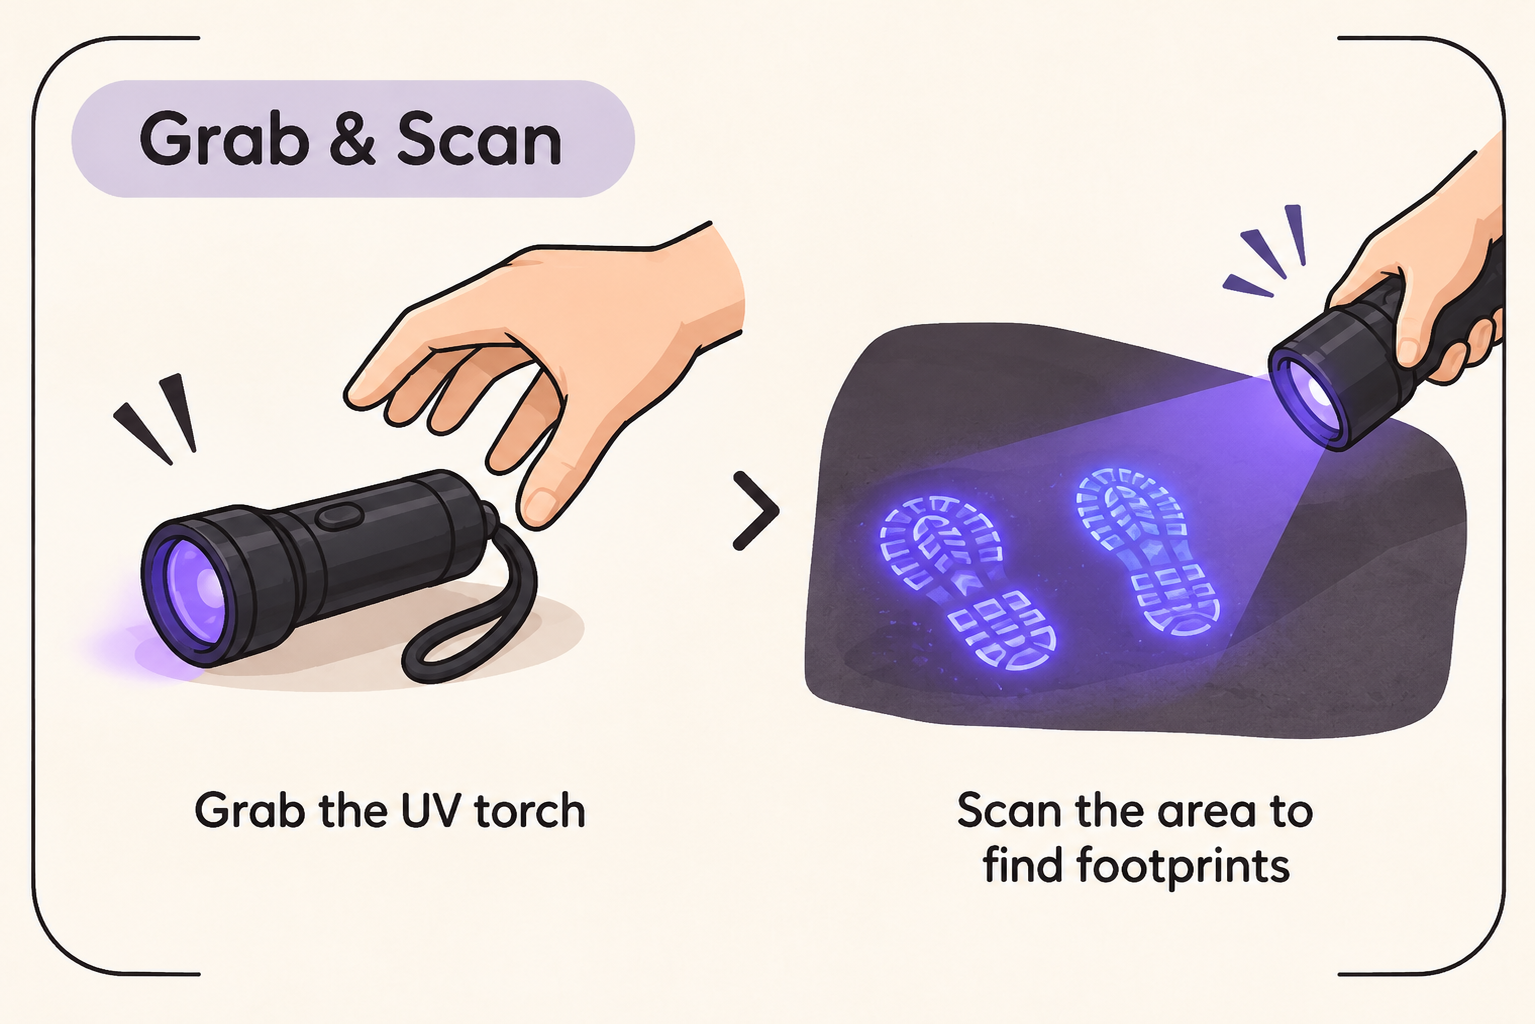 Grab & Scan
Grab the UV torch
Scan the area to
find footprints